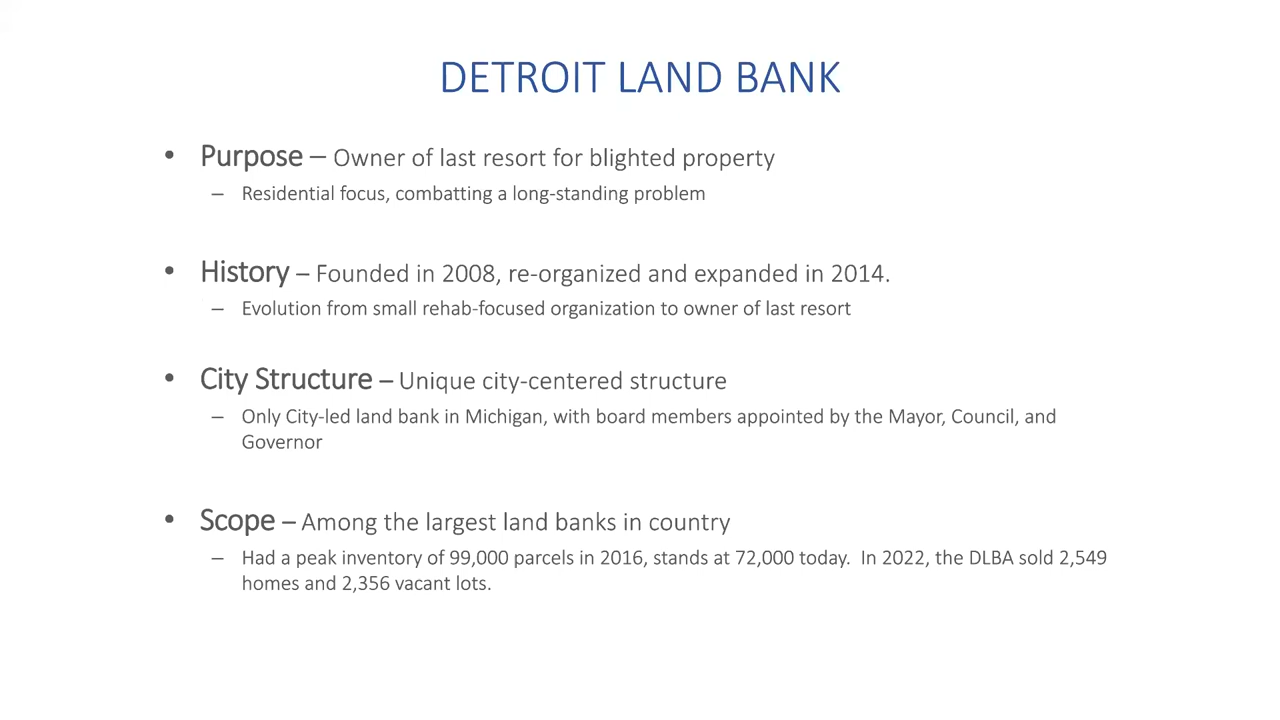 DETROIT LAND BANK
• Purpose – Owner of last resort for blighted property
– Residential focus, combatting a long-standing problem
• History – Founded in 2008, re-organized and expanded in 2014.
– Evolution from small rehab-focused organization to owner of last resort
• City Structure – Unique city-centered structure
– Only City-led land bank in Michigan, with board members appointed by the Mayor, Council, and
Governor
• Scope – Among the largest land banks in country
– Had a peak inventory of 99,000 parcels in 2016, stands at 72,000 today.  In 2022, the DLBA sold 2,549
homes and 2,356 vacant lots.